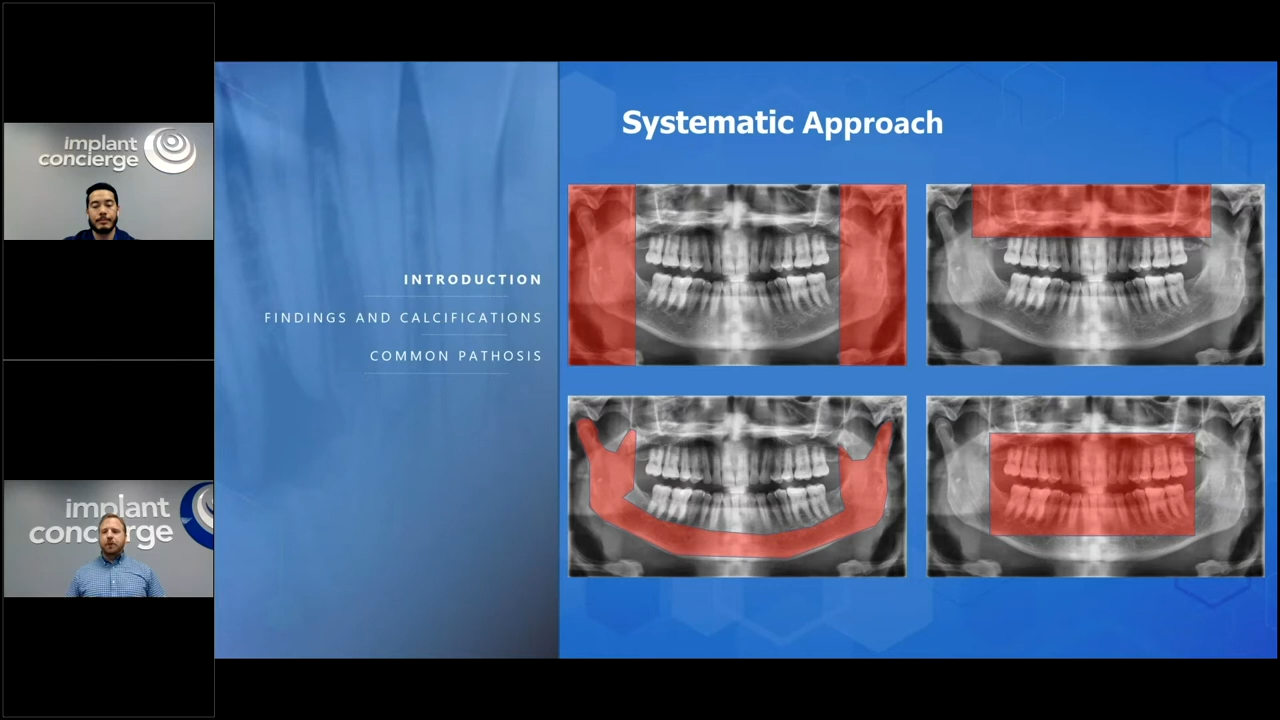 implant
concierge
implant
concierge
INTRODUCTION
FINDINGS AND CALCIFICATIONS
COMMON PATHOSIS
Systematic Approach